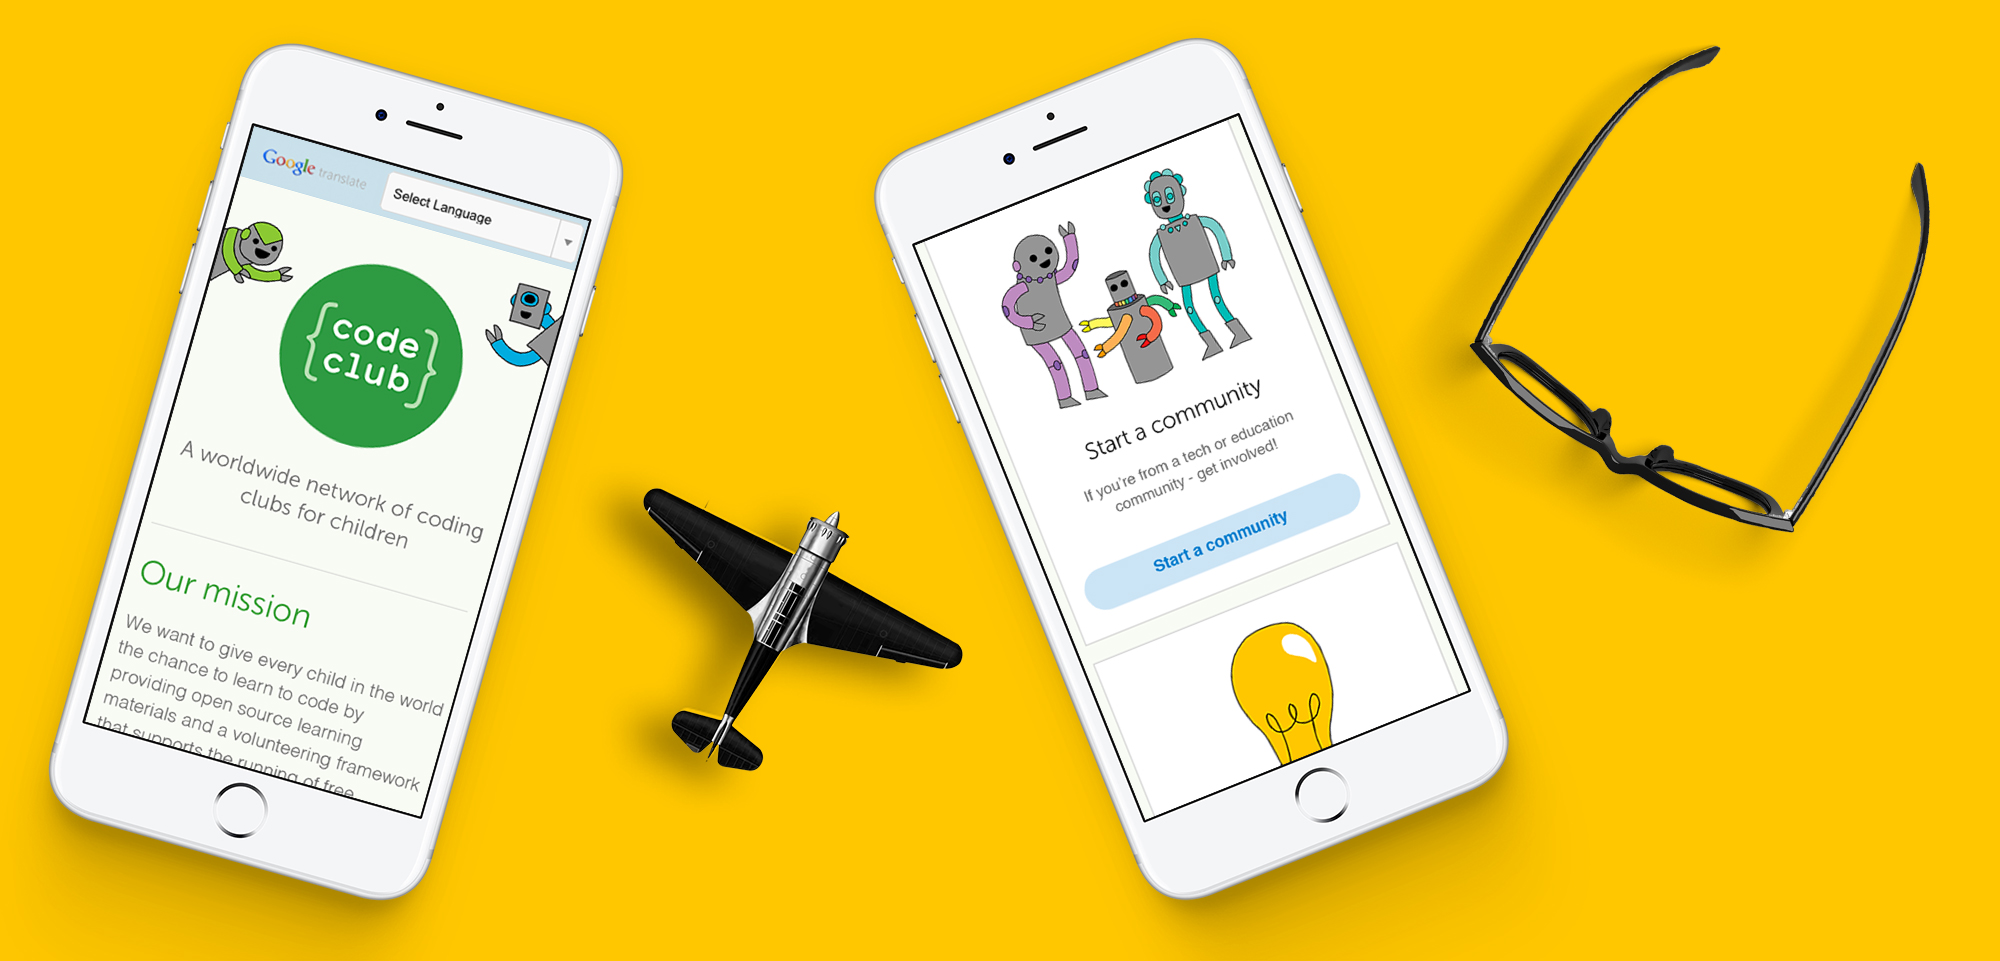 Google translate
Select Language
{code
club}
A worldwide network of coding
clubs for children
Our mission
We want to give every child in the world
the chance to learn to code by
providing open source learning
materials and a volunteering framework
that supports the running of free
Start a community
If you're from a tech or education
community - get involved!
Start a community